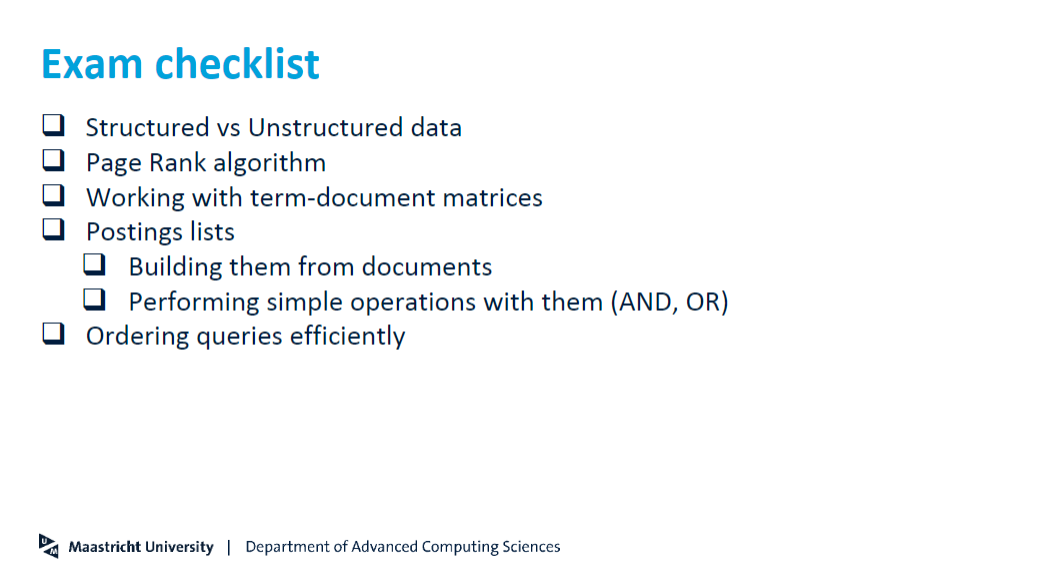 Exam checklist
❑ Structured vs Unstructured data
❑ Page Rank algorithm
❑ Working with term-document matrices
❑ Postings lists
❑ Building them from documents
❑ Performing simple operations with them (AND, OR)
❑ Ordering queries efficiently
UM Maastricht University | Department of Advanced Computing Sciences